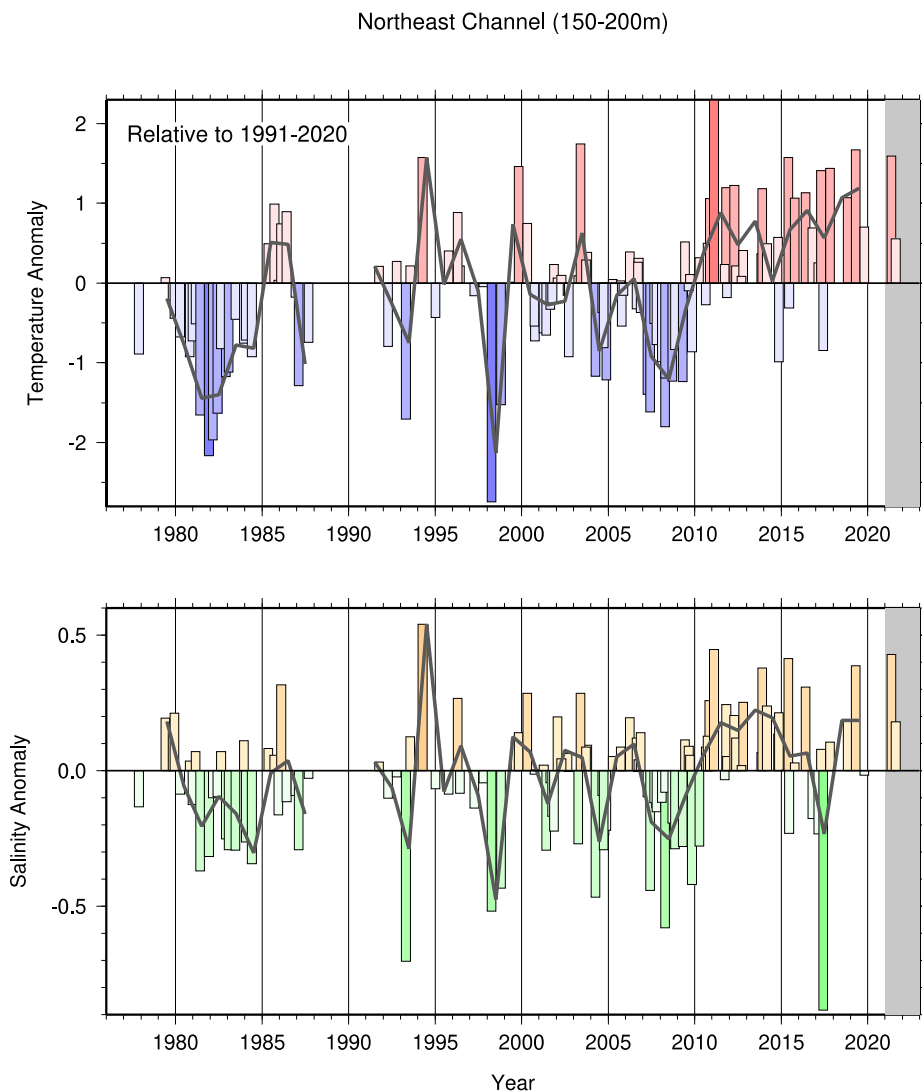 Northeast Channel (150-200m)
Relative to 1991-2020
Temperature Anomaly
2
1
0
-1
-2
1980 1985 1990 1995 2000 2005 2010 2015 2020
Salinity Anomaly
0.5
0.0
-0.5
1980 1985 1990 1995 2000 2005 2010 2015 2020
Year